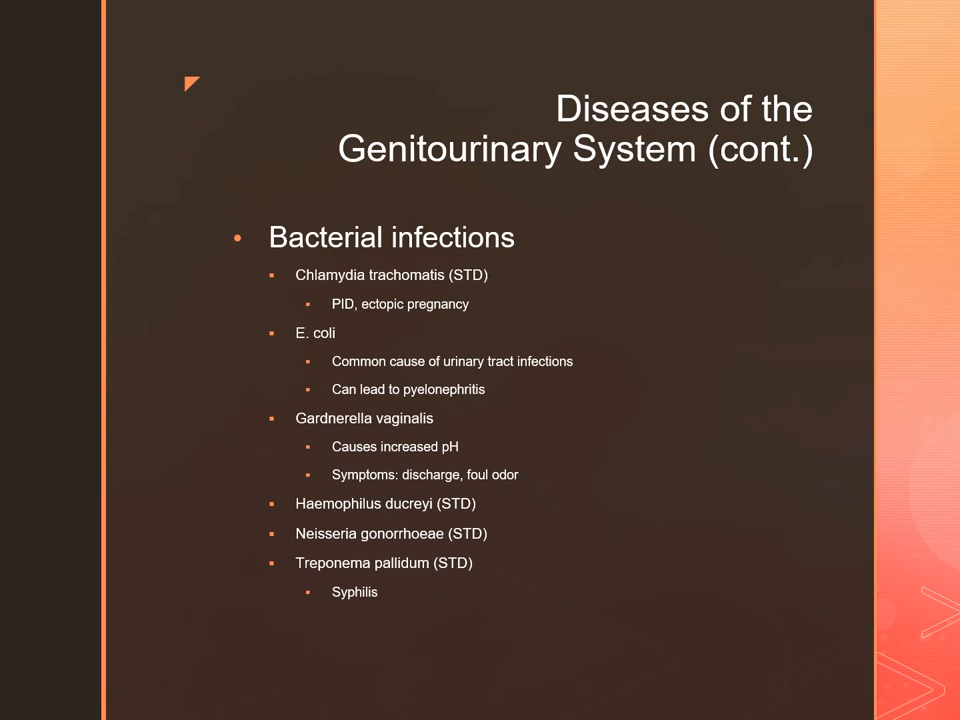 Diseases of the
Genitourinary System (cont.)
• Bacterial infections
▪ Chlamydia trachomatis (STD)
▪ PID, ectopic pregnancy
▪ E. coli
▪ Common cause of urinary tract infections
▪ Can lead to pyelonephritis
▪ Gardnerella vaginalis
▪ Causes increased pH
▪ Symptoms: discharge, foul odor
▪ Haemophilus ducreyi (STD)
▪ Neisseria gonorrhoeae (STD)
▪ Treponema pallidum (STD)
▪ Syphilis